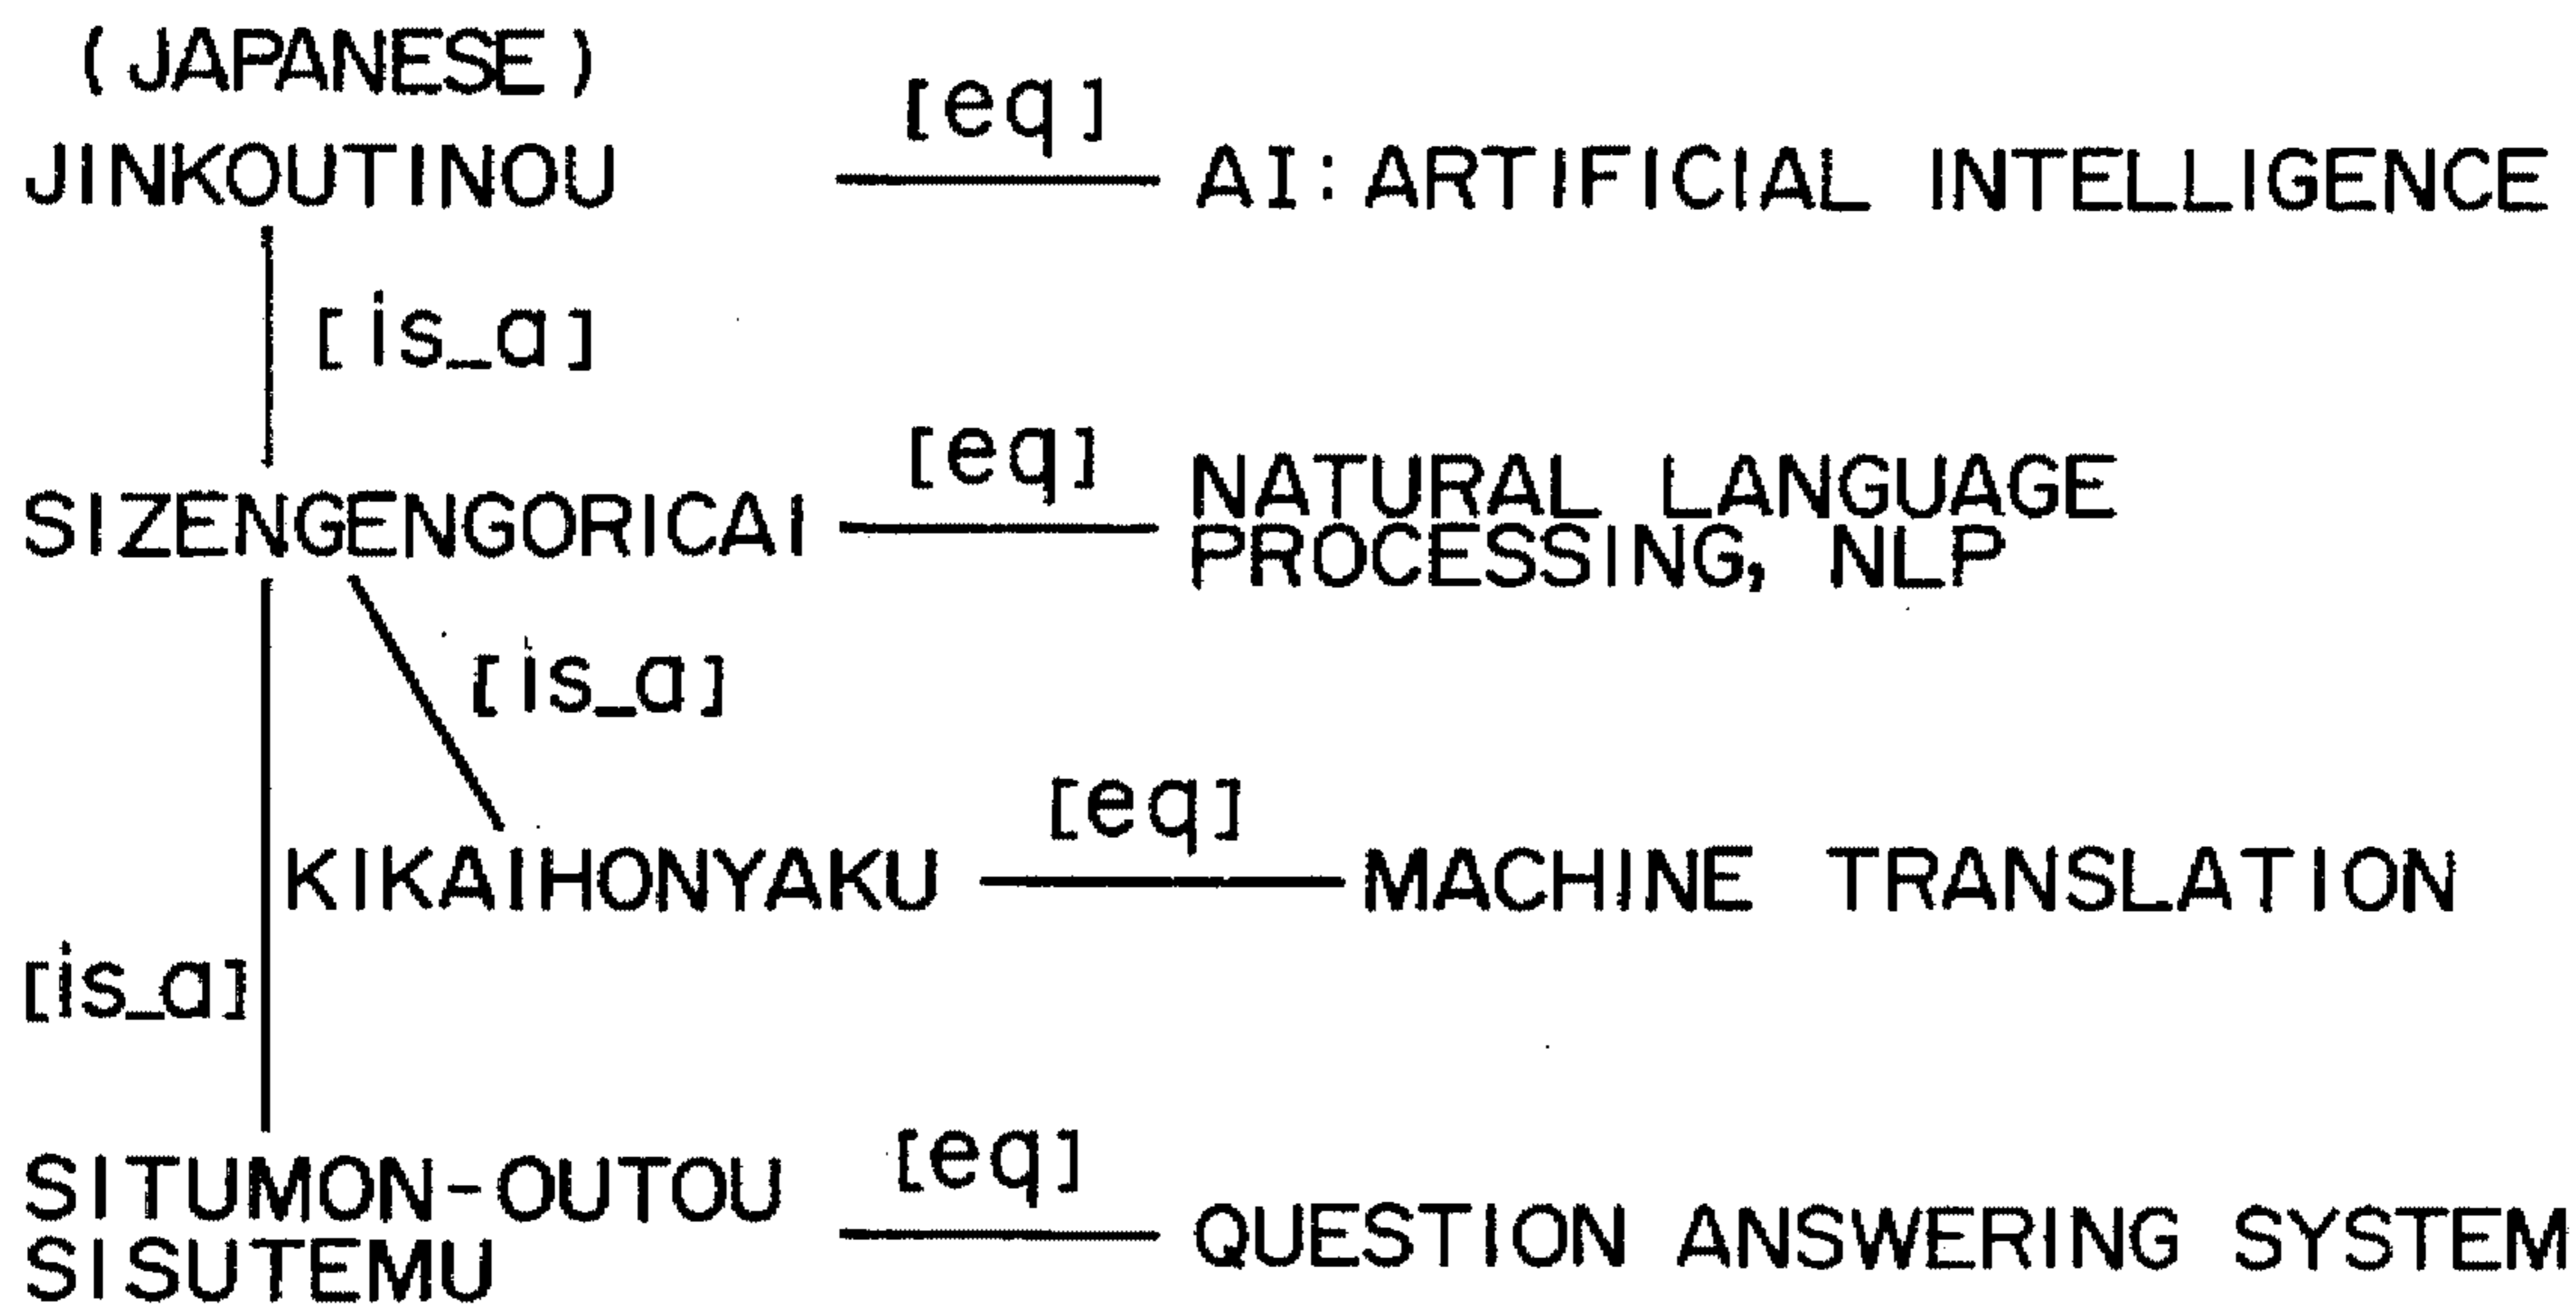 (JAPANESE)
[eq]
JINKOUTINOU
AI: ARTIFICIAL INTELLIGENCE
[is_a]
[eq]
SIZENGENGORICAI
NATURAL LANGUAGE
PROCESSING, NLP
[is_a]
[eq]
KIKAIHONYAKU
MACHINE TRANSLATION
[is_a]
[eq]
SITUMON-OUTOU
SISUTEMU
QUESTION ANSWERING SYSTEM